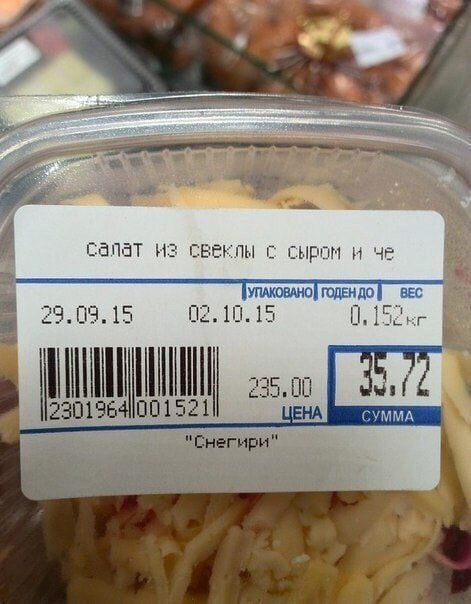 салат из свеклы с сыром и че
УПАКОВАНО ГОДЕН ДО ВЕС
29.09.15 02.10.15 0.152кг
2301964 001521
235.00 35.72
ЦЕНА СУММА
"Снегири"